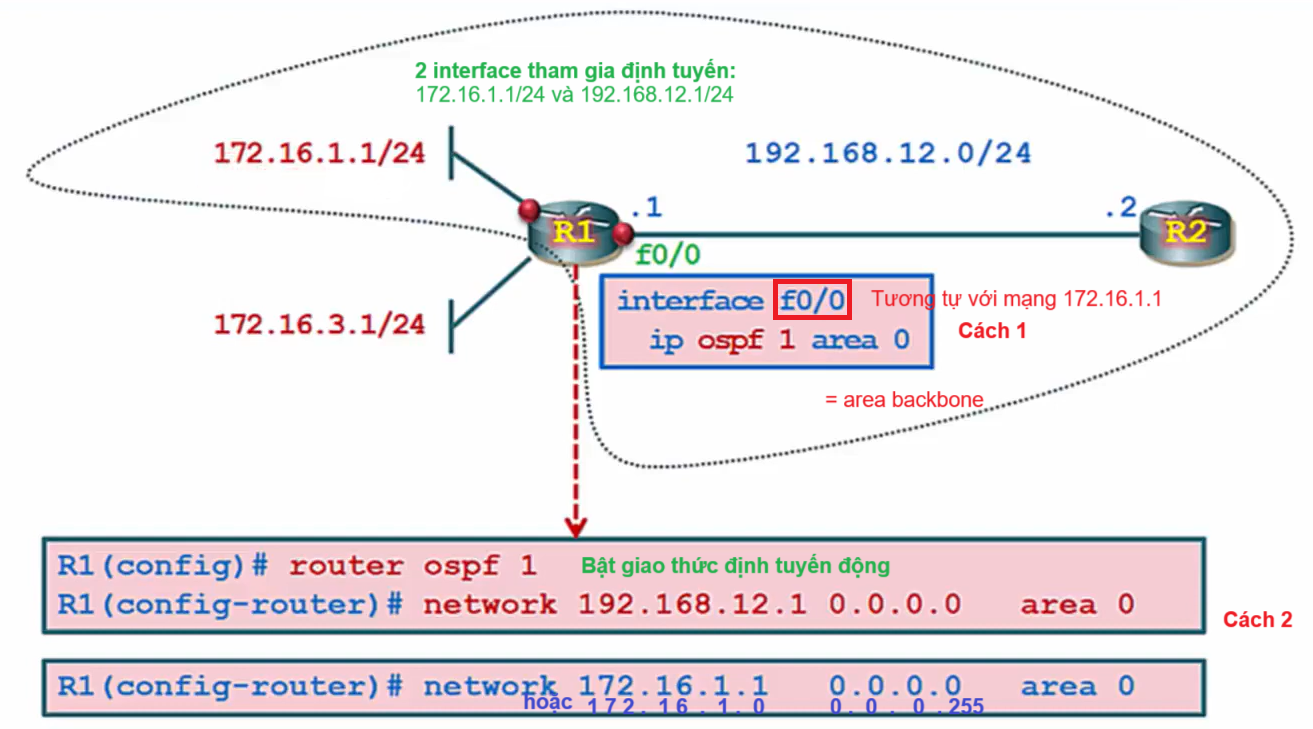 2 interface tham gia định tuyến:
172.16.1.1/24 và 192.168.12.1/24
172.16.1.1/24
192.168.12.0/24
.1
.2
R1
R2
f0/0
172.16.3.1/24
interface f0/0
Tương tự với mạng 172.16.1.1
ip ospf 1 area 0
Cách 1
= area backbone
R1(config)# router ospf 1 Bật giao thức định tuyến động
R1(config-router)# network 192.168.12.1 0.0.0.0 area 0
Cách 2
R1(config-router)# network 172.16.1.1 0.0.0.0 area 0
hoặc 172.16.1.0 0.0.0.255